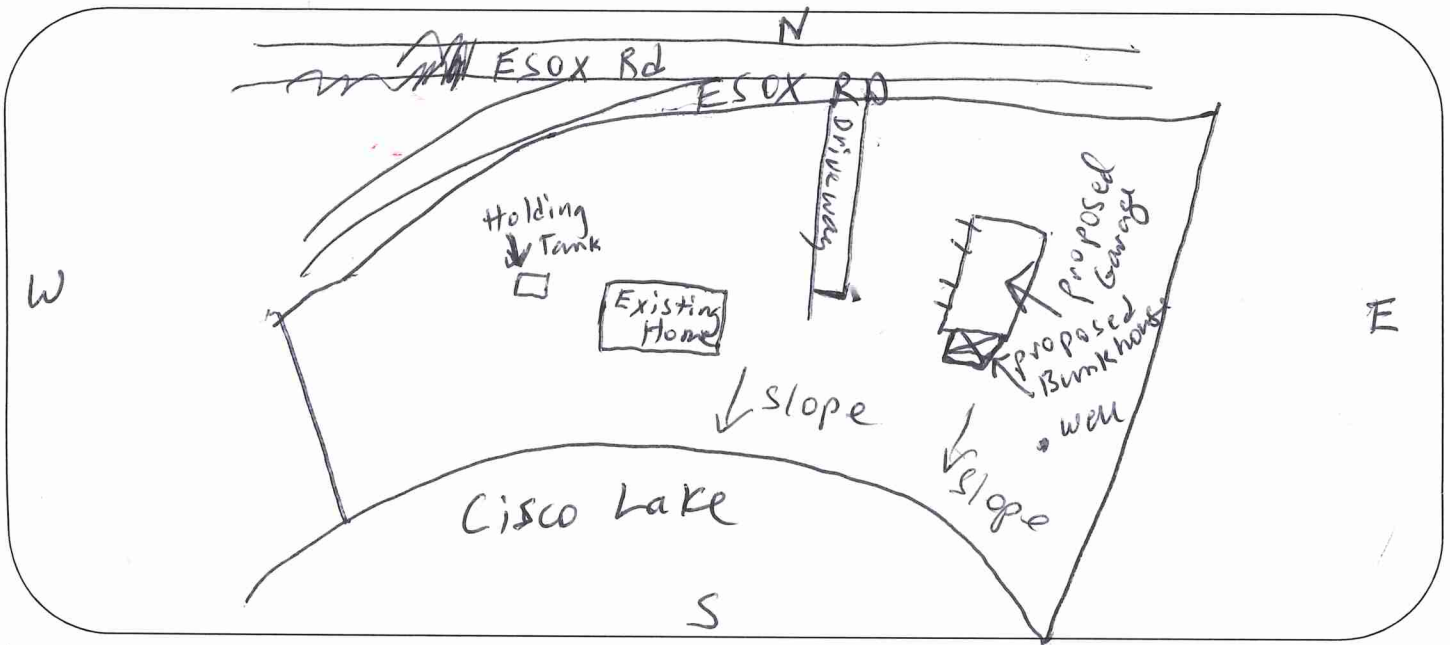 N
ESOX Rd
ESOX RD
Driveway
Holding
Tank
proposed
Garage
W
Existing
Home
E
proposed
Bunkhouse
Slope
well
Slope
Cisco Lake
S